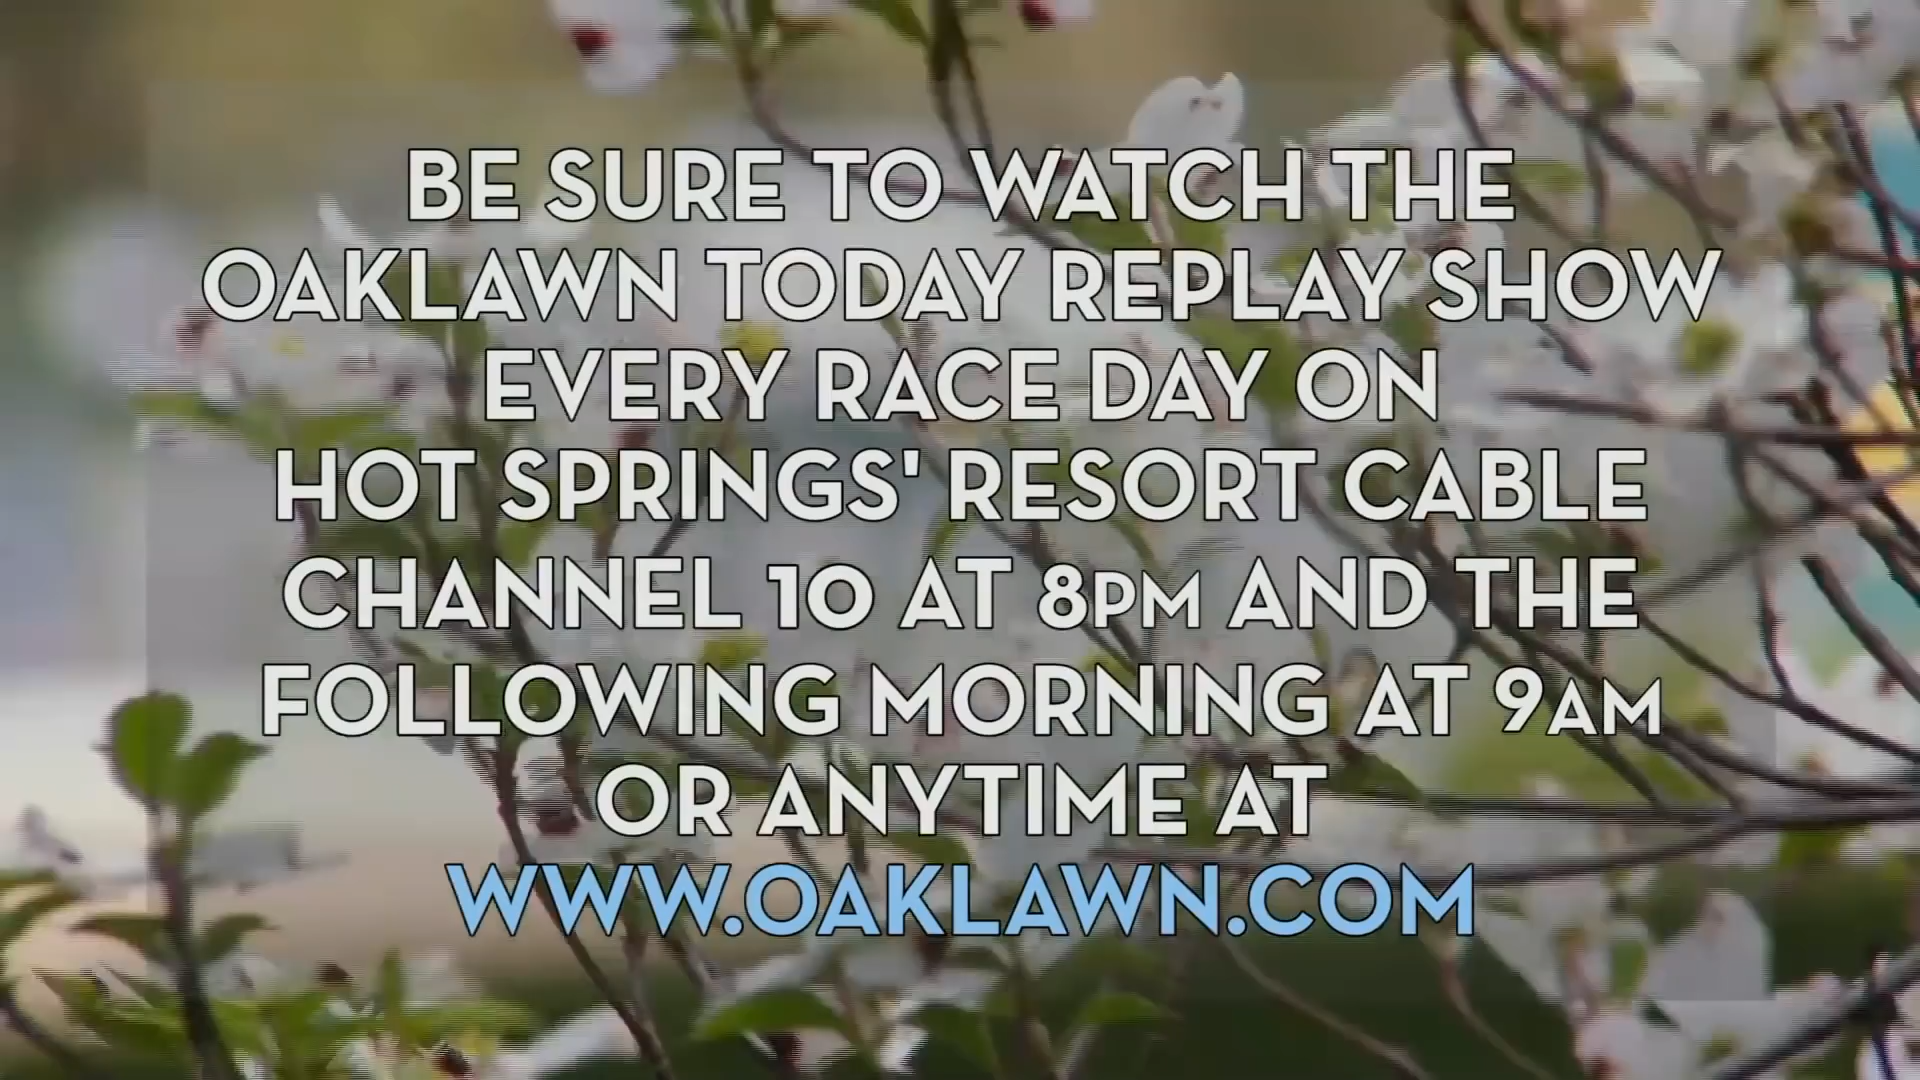 BE SURE TO WATCH THE
OAKLAWN TODAY REPLAY SHOW
EVERY RACE DAY ON
HOT SPRINGS' RESORT CABLE
CHANNEL 10 AT 8PM AND THE
FOLLOWING MORNING AT 9AM
OR ANYTIME AT
WWW.OAKLAWN.COM